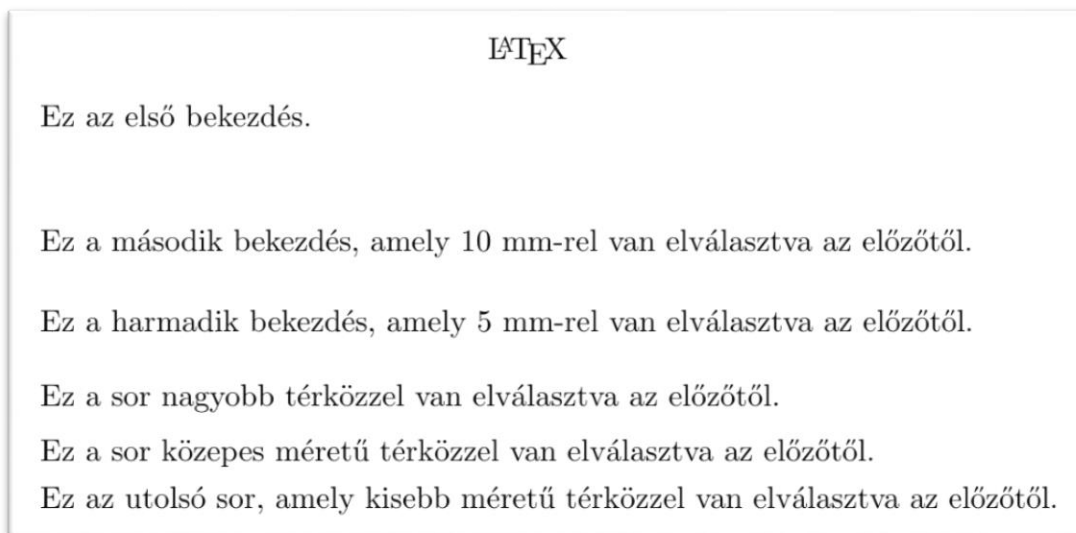 LATEX
Ez az első bekezdés.
Ez a második bekezdés, amely 10 mm-rel van elválasztva az előzőtől.
Ez a harmadik bekezdés, amely 5 mm-rel van elválasztva az előzőtől.
Ez a sor nagyobb térközzel van elválasztva az előzőtől.
Ez a sor közepes méretű térközzel van elválasztva az előzőtől.
Ez az utolsó sor, amely kisebb méretű térközzel van elválasztva az előzőtől.